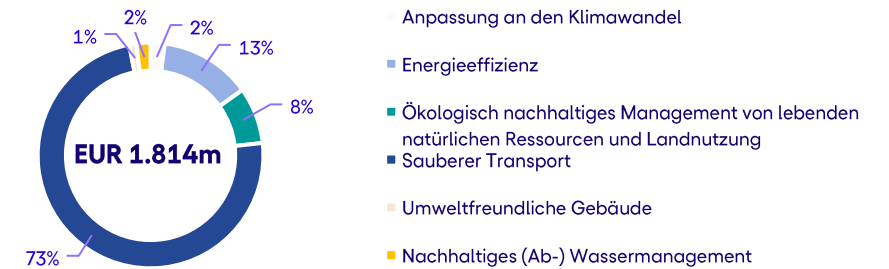 2%
2%
1%
13%
8%
EUR 1.814m
73%
Anpassung an den Klimawandel
Energieeffizienz
Ökologisch nachhaltiges Management von lebenden
natürlichen Ressourcen und Landnutzung
Sauberer Transport
Umweltfreundliche Gebäude
Nachhaltiges (Ab-) Wassermanagement